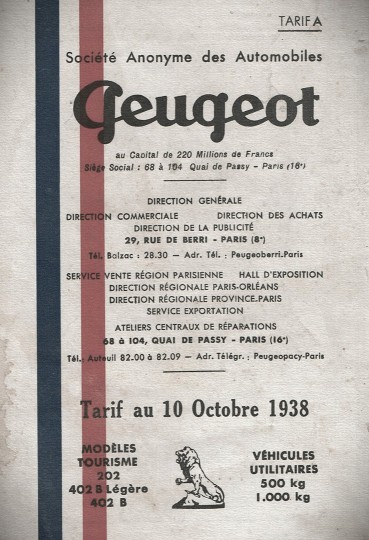 TARIF A
Société Anonyme des Automobiles
Peugeot
au Capital de 220 Millions de Francs
Siège Social : 68 à 104 Quai de Passy - Paris (16e)
DIRECTION GENÉRALE
DIRECTION COMMERCIALE DIRECTION DES ACHATS
DIRECTION DE LA PUBLICITÉ
29, RUE DE BERRI - PARIS (8e)
Tél. Balzac : 28.30 — Adr. Tél. : Peugeoberri.Paris
SERVICE VENTE RÉGION PARISIENNE HALL D'EXPOSITION
DIRECTION RÉGIONALE PARIS-ORLÉANS
DIRECTION RÉGIONALE PROVINCE-PARIS
SERVICE EXPORTATION
ATELIERS CENTRAUX DE RÉPARATIONS
68 à 104, QUAI DE PASSY - PARIS (16e)
Tél. Auteuil 82.00 à 82.09 — Adr. Télégr. : Peugeopacy-Paris
Tarif au 10 Octobre 1938
MODÈLES
TOURISME
202
402 B Légère
402 B
VÉHICULES
UTILITAIRES
500 kg
1.000 kg